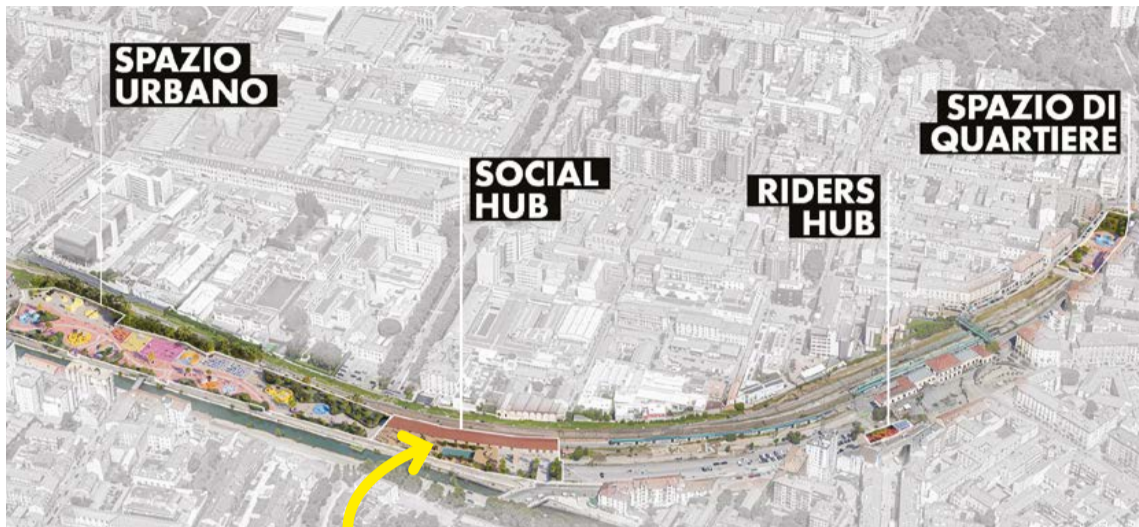 SPAZIO
URBANO
SOCIAL
HUB
RIDERS
HUB
SPAZIO DI
QUARTIERE